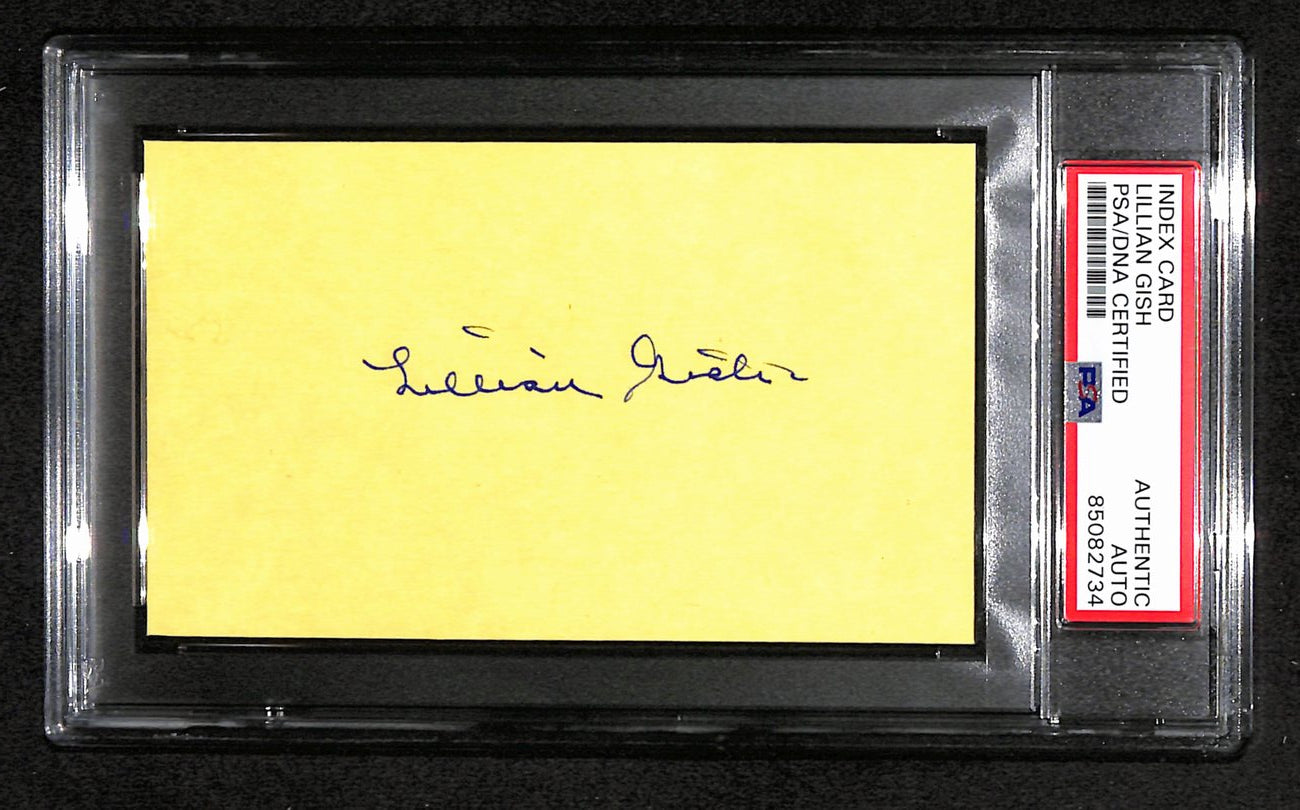 Lillian Gish
INDEX CARD
LILLIAN GISH
PSA/DNA CERTIFIED
AUTHENTIC
AUTO
85082734
PSA